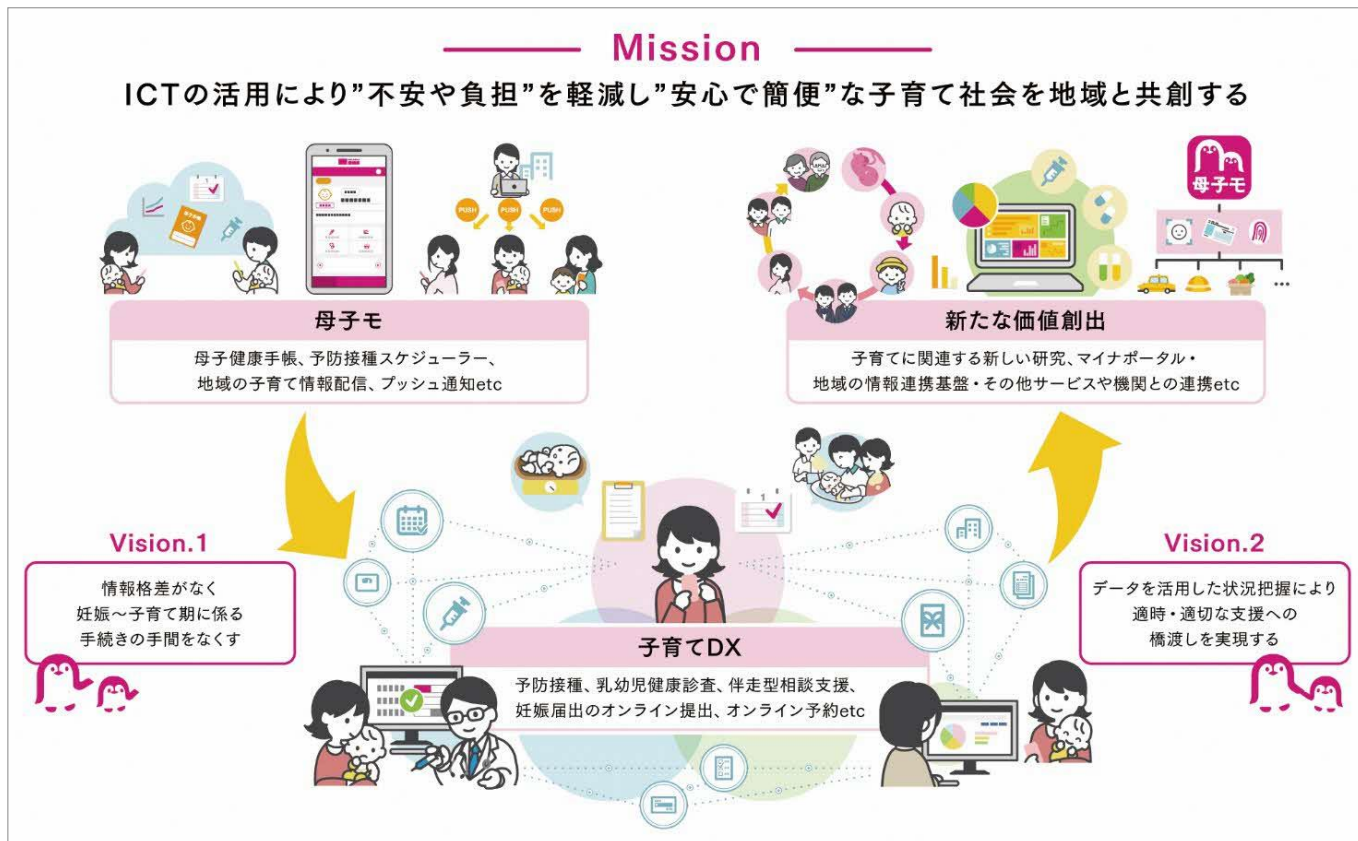 Mission
ICTの活用により”不安や負担”を軽減し”安心で簡便”な子育て社会を地域と共創する
PUSH
PUSH
PUSH
母子モ
母子健康手帳、予防接種スケジューラー、
地域の子育て情報配信、プッシュ通知etc
母子モ
...
新たな価値創出
子育てに関連する新しい研究、マイナポータル・
地域の情報連携基盤・その他サービスや機関との連携etc
Vision.1
情報格差がなく
妊娠～子育て期に係る
手続きの手間をなくす
1
子育てDX
予防接種、乳幼児健康診査、伴走型相談支援、
妊娠届出のオンライン提出、オンライン予約etc
Vision.2
データを活用した状況把握により
適時・適切な支援への
橋渡しを実現する